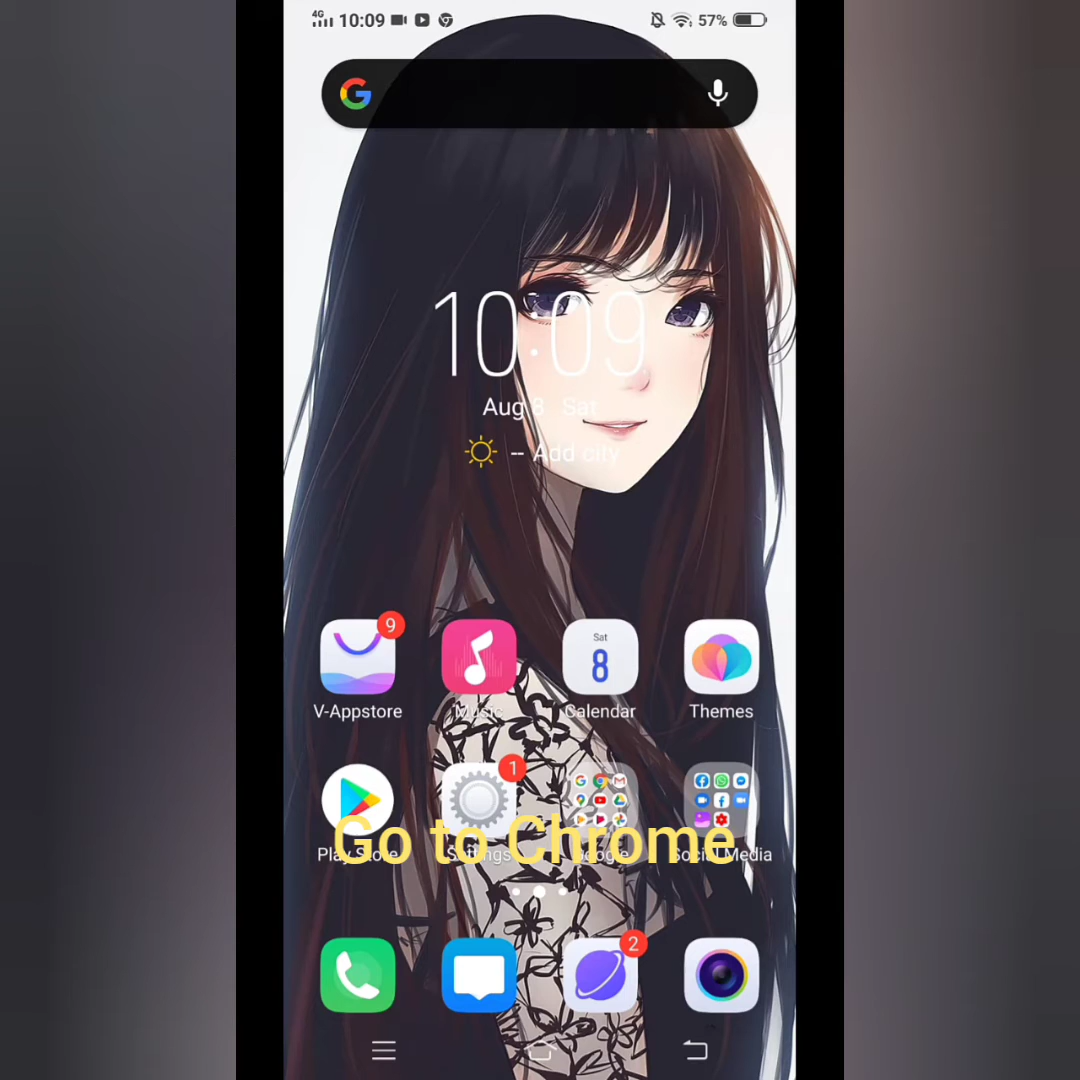 4G 10:09 57%
10:09
Aug 8 Sat
-- Add city
9
Sat
8
V-Appstore Music Calendar Themes
1
Go to Chrome
Play Store Settings Google Social Media
2